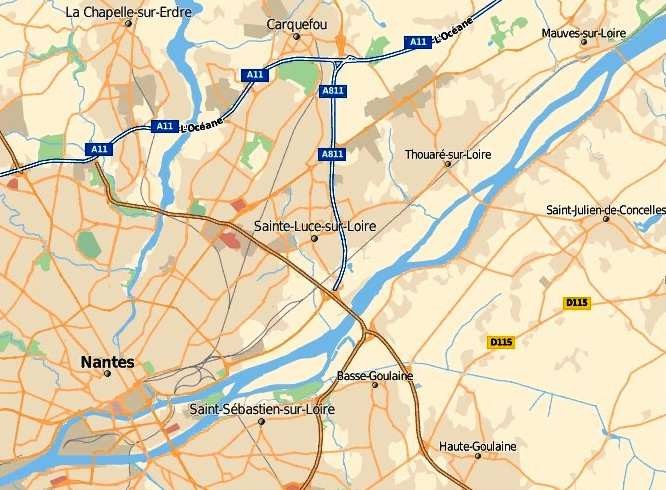 La Chapelle-sur-Erdre
Carquefou
Mauves-sur-Loire
A11
L'Océane
A11
A811
A11
L'Océane
A11
A811
Thouaré-sur-Loire
Saint-Julien-de-Concelles
Sainte-Luce-sur-Loire
D115
D115
Nantes
Basse-Goulaine
Saint-Sébastien-sur-Loire
Haute-Goulaine